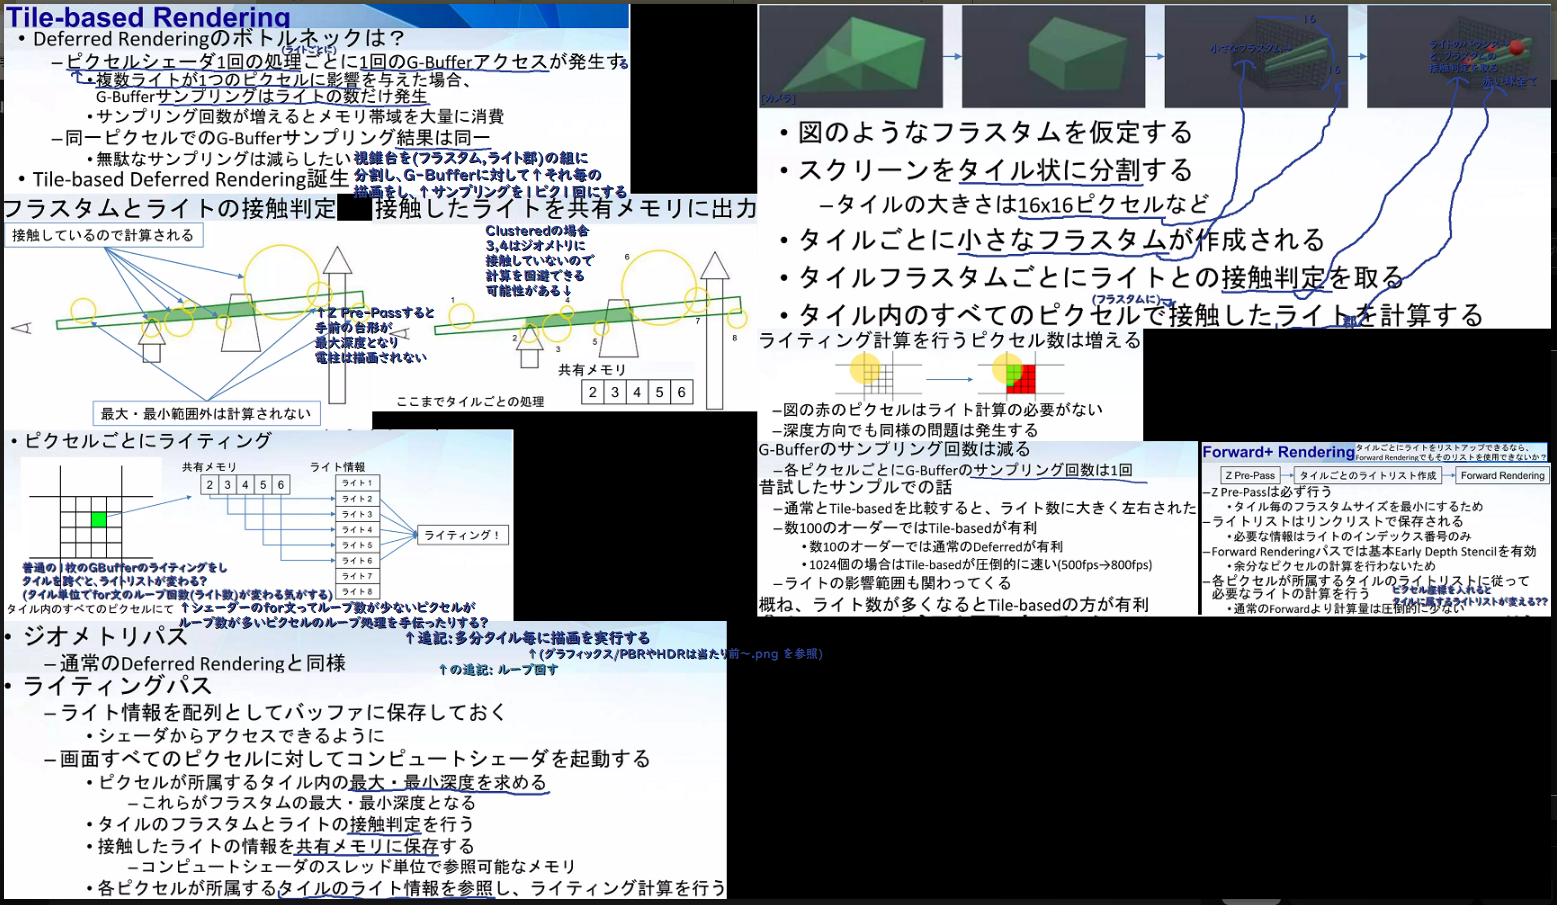 Tile-based Rendering
• Deferred Renderingのボトルネックは？
(ライトごとに)
–ピクセルシェーダ1回の処理ごとに1回のG-Bufferアクセスが発生する
•複数ライトが1つのピクセルに影響を与えた場合、
G-Bufferサンプリングはライトの数だけ発生
•サンプリング回数が増えるとメモリ帯域を大量に消費
–同一ピクセルでのG-Bufferサンプリング結果は同一
•無駄なサンプリングは減らしたい
• Tile-based Deferred Rendering誕生
視錐台を(フラスタム,ライト郡)の組に
分割し、G-Bufferに対して↑それ毎の
描画をし、↑サンプリングを1ピク1回にする
フラスタムとライトの接触判定
接触しているので計算される
↑Z Pre-Passすると
手前の台形が
最大深度となり
電柱は描画されない
最大・最小範囲外は計算されない
接触したライトを共有メモリに出力
Clusteredの場合
3,4はジオメトリに
接触していないので
計算を回避できる
可能性がある↓
1
2
3
4
5
6
7
8
共有メモリ
2 3 4 5 6
ここまでタイルごとの処理
• ピクセルごとにライティング
共有メモリ
2 3 4 5 6
ライト情報
ライト1
ライト2
ライト3
ライト4
ライト5
ライト6
ライト7
ライト8
ライティング！
普通の1枚のGBufferのライティングをし
タイルを跨ぐと、ライトリストが変わる?
(タイル単位でfor文のループ回数(ライト数)が変わる気がする)
タイル内のすべてのピクセルにて
↑シェーダーのfor文ってループ数が少ないピクセルが
ループ数が多いピクセルのループ処理を手伝ったりする?
↑追記:多分タイル毎に描画を実行する
↑(グラフィックス/PBRやHDRは当たり前～.png を参照)
↑の追記: ループ回す
• ジオメトリパス
–通常のDeferred Renderingと同様
• ライティングパス
–ライト情報を配列としてバッファに保存しておく
•シェーダからアクセスできるように
–画面すべてのピクセルに対してコンピュートシェーダを起動する
•ピクセルが所属するタイル内の最大・最小深度を求める
–これらがフラスタムの最大・最小深度となる
•タイルのフラスタムとライトの接触判定を行う
•接触したライトの情報を共有メモリに保存する
–コンピュートシェーダのスレッド単位で参照可能なメモリ
•各ピクセルが所属するタイルのライト情報を参照し、ライティング計算を行う
[カメラ]
小さなフラスタム→
16
16
• 図のようなフラスタムを仮定する
• スクリーンをタイル状に分割する
–タイルの大きさは16x16ピクセルなど
• タイルごとに小さなフラスタムが作成される
• タイルフラスタムごとにライトとの接触判定を取る
(フラスタムに)
• タイル内のすべてのピクセルで接触したライトを計算する
郡
ライティング計算を行うピクセル数は増える
–図の赤のピクセルはライト計算の必要がない
–深度方向でも同様の問題は発生する
G-Bufferのサンプリング回数は減る
–各ピクセルごとにG-Bufferのサンプリング回数は1回
昔試したサンプルでの話
–通常とTile-basedを比較すると、ライト数に大きく左右された
–数100のオーダーではTile-basedが有利
•数10のオーダーでは通常のDeferredが有利
•1024個の場合はTile-basedが圧倒的に速い(500fps→800fps)
–ライトの影響範囲も関わってくる
概ね、ライト数が多くなるとTile-basedの方が有利
Forward+ Rendering
タイルごとにライトをリストアップできるなら、
Forward Renderingでもそのリストを使用できないか？
Z Pre-Pass
タイルごとのライトリスト作成
Forward Rendering
–Z Pre-Passは必ず行う
•タイル毎のフラスタムサイズを最小にするため
–ライトリストはリンクリストで保存される
•必要な情報はライトのインデックス番号のみ
–Forward Renderingパスでは基本Early Depth Stencilを有効
•余分なピクセルの計算を行わないため
–各ピクセルが所属するタイルのライトリストに従って
必要なライトの計算を行う
ピクセル座標を入れると
タイルに属するライトリストが変える??
•通常のForwardより計算量は圧倒的に少ない